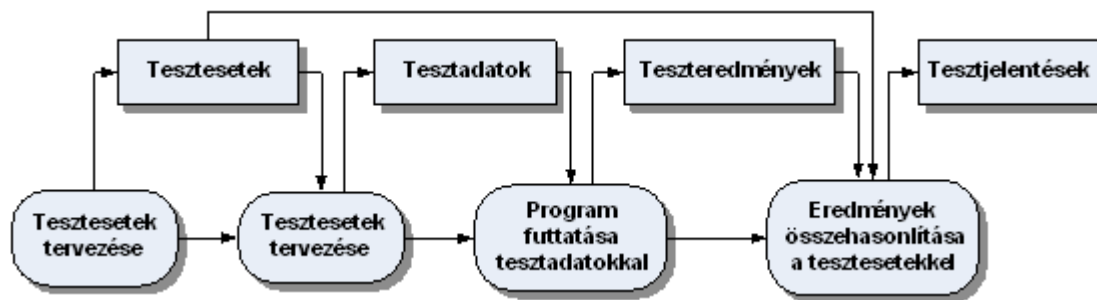 Tesztesetek
Tesztadatok
Teszteredmények
Tesztjelentések
Tesztesetek
tervezése
Tesztesetek
tervezése
Program
futtatása
tesztadatokkal
Eredmények
összehasonlítása
a tesztesetekkel